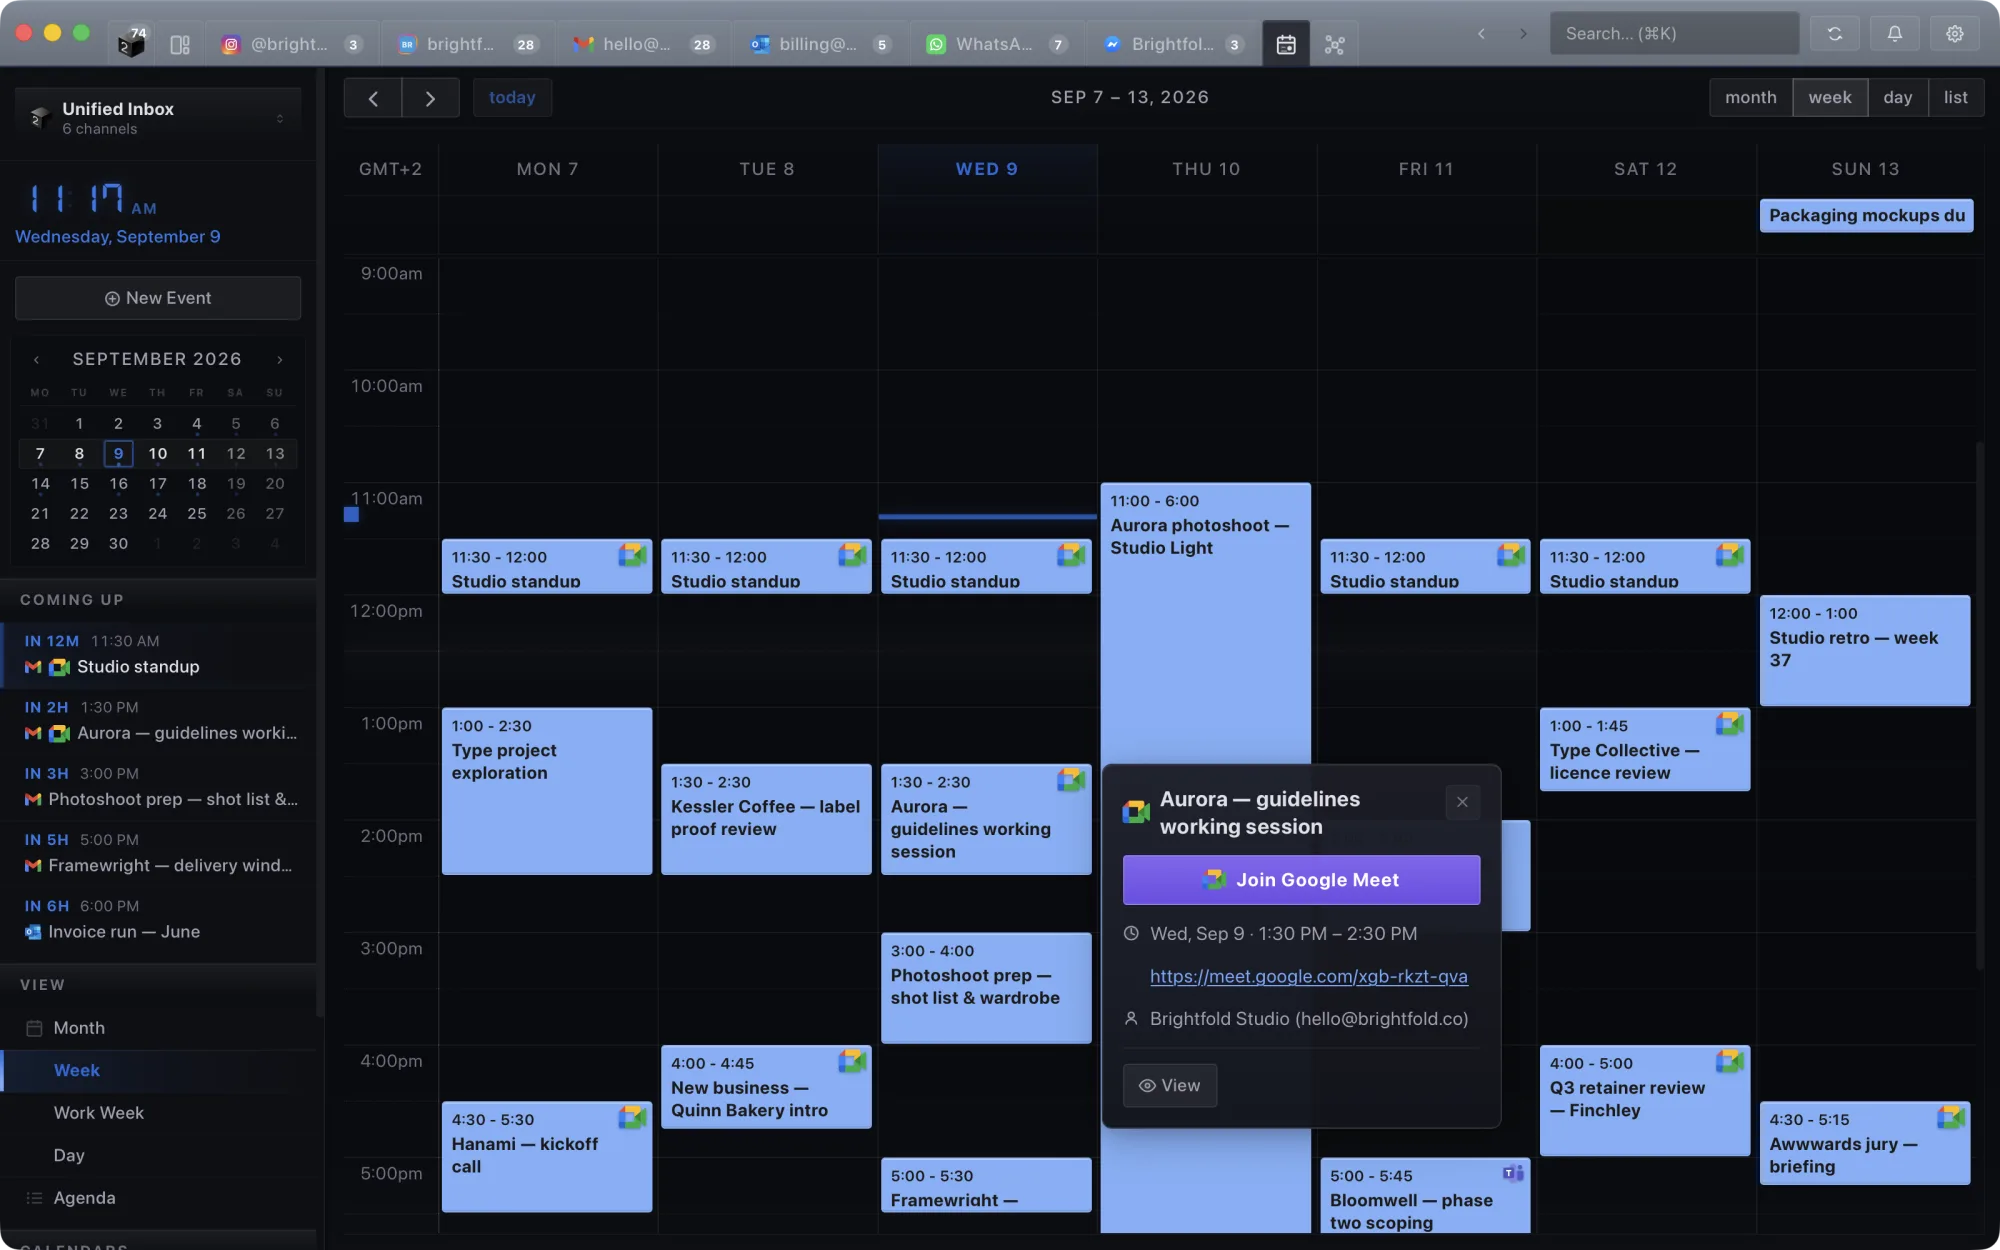 74
@bright... 3
brightf... 28
hello@... 28
billing@... 5
WhatsA... 7
Brightfol... 3
Search... (⌘K)
Unified Inbox
6 channels
11:17 AM
Wednesday, September 9
New Event
SEPTEMBER 2026
MO TU WE TH FR SA SU
31 1 2 3 4 5 6
7 8 9 10 11 12 13
14 15 16 17 18 19 20
21 22 23 24 25 26 27
28 29 30 1 2 3 4
COMING UP
IN 12M 11:30 AM
Studio standup
IN 2H 1:30 PM
Aurora — guidelines worki...
IN 3H 3:00 PM
Photoshoot prep — shot list &...
IN 5H 5:00 PM
Framewright — delivery wind...
IN 6H 6:00 PM
Invoice run — June
VIEW
Month
Week
Work Week
Day
Agenda
CALENDARS
today
SEP 7 – 13, 2026
month week day list
GMT+2 MON 7 TUE 8 WED 9 THU 10 FRI 11 SAT 12 SUN 13
Packaging mockups du
9:00am
10:00am
11:00am
12:00pm
1:00pm
2:00pm
3:00pm
4:00pm
5:00pm
11:30 - 12:00
Studio standup
1:00 - 2:30
Type project
exploration
4:30 - 5:30
Hanami — kickoff
call
11:30 - 12:00
Studio standup
1:30 - 2:30
Kessler Coffee — label
proof review
4:00 - 4:45
New business —
Quinn Bakery intro
11:30 - 12:00
Studio standup
1:30 - 2:30
Aurora —
guidelines working
session
3:00 - 4:00
Photoshoot prep —
shot list & wardrobe
5:00 - 5:30
Framewright —
11:00 - 6:00
Aurora photoshoot —
Studio Light
Aurora — guidelines
working session
Join Google Meet
Wed, Sep 9 · 1:30 PM – 2:30 PM
https://meet.google.com/xgb-rkzt-qva
Brightfold Studio (hello@brightfold.co)
View
11:30 - 12:00
Studio standup
5:00 - 5:45
Bloomwell — phase
two scoping
11:30 - 12:00
Studio standup
1:00 - 1:45
Type Collective —
licence review
4:00 - 5:00
Q3 retainer review
— Finchley
12:00 - 1:00
Studio retro — week
37
4:30 - 5:15
Awwwards jury —
briefing